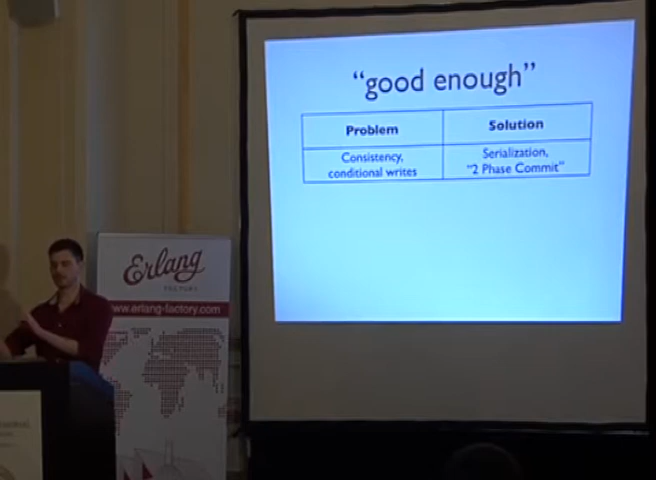 "good enough"
Problem
Solution
Consistency,
conditional writes
Serialization,
"2 Phase Commit"
Erlang
FACTORY
www.erlang-factory.com